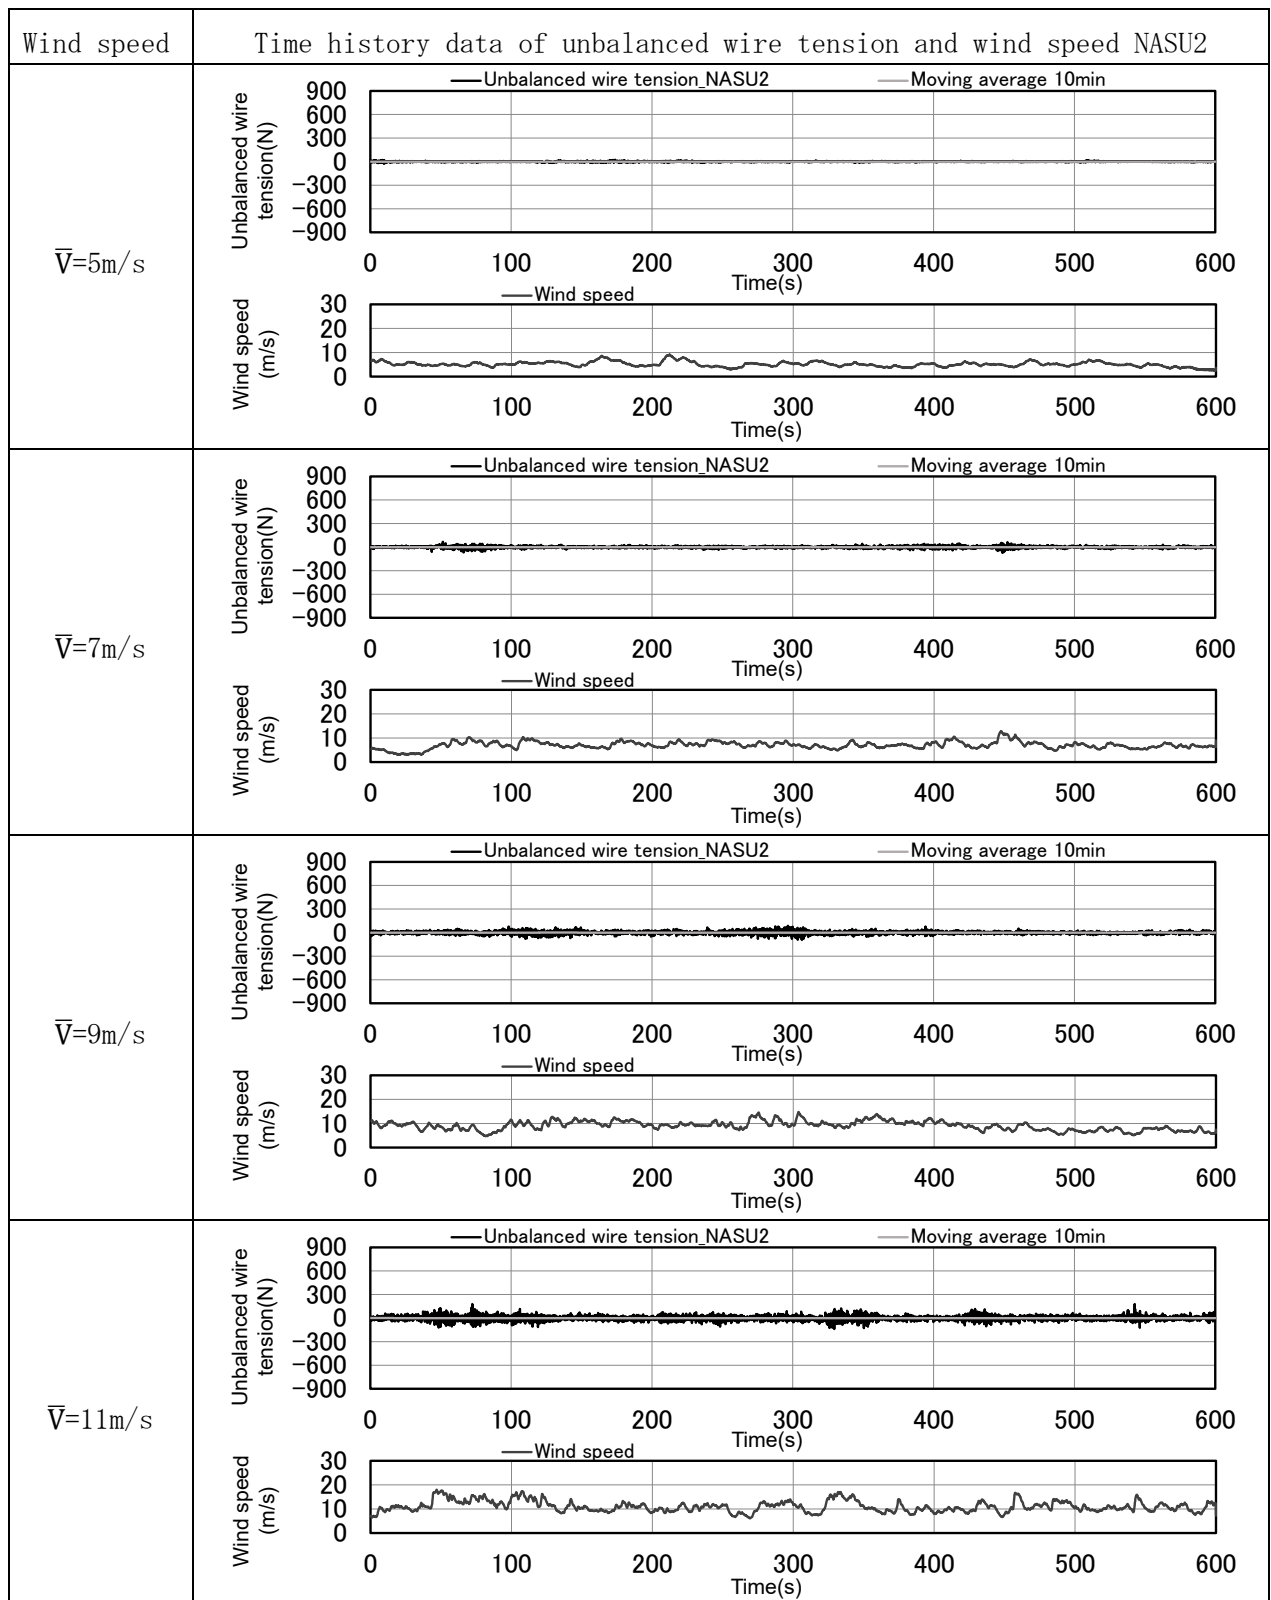 Wind speed
Time history data of unbalanced wire tension and wind speed NASU2
V̅=5m/s
Unbalanced wire tension_NASU2
Moving average 10min
Unbalanced wire
tension(N)
900
600
300
0
-300
-600
-900
0 100 200 300 400 500 600
Time(s)
Wind speed
Wind speed
(m/s)
30
20
10
0
0 100 200 300 400 500 600
Time(s)
V̅=7m/s
Unbalanced wire tension_NASU2
Moving average 10min
Unbalanced wire
tension(N)
900
600
300
0
-300
-600
-900
0 100 200 300 400 500 600
Time(s)
Wind speed
Wind speed
(m/s)
30
20
10
0
0 100 200 300 400 500 600
Time(s)
V̅=9m/s
Unbalanced wire tension_NASU2
Moving average 10min
Unbalanced wire
tension(N)
900
600
300
0
-300
-600
-900
0 100 200 300 400 500 600
Time(s)
Wind speed
Wind speed
(m/s)
30
20
10
0
0 100 200 300 400 500 600
Time(s)
V̅=11m/s
Unbalanced wire tension_NASU2
Moving average 10min
Unbalanced wire
tension(N)
900
600
300
0
-300
-600
-900
0 100 200 300 400 500 600
Time(s)
Wind speed
Wind speed
(m/s)
30
20
10
0
0 100 200 300 400 500 600
Time(s)